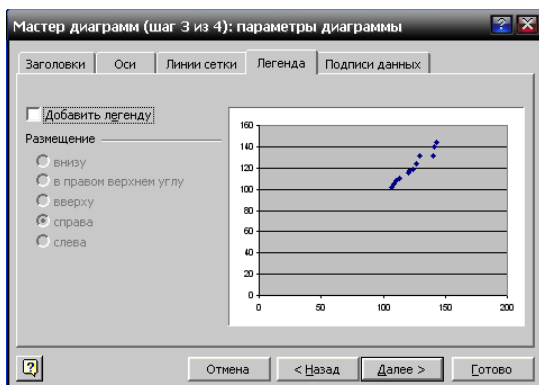 Мастер диаграмм (шаг 3 из 4): параметры диаграммы
Заголовки Оси Линии сетки Легенда Подписи данных
Добавить легенду
Размещение
внизу
в правом верхнем углу
вверху
справа
слева
160
140
120
100
80
60
40
20
0
0 50 100 150 200
Отмена < Назад Далее > Готово